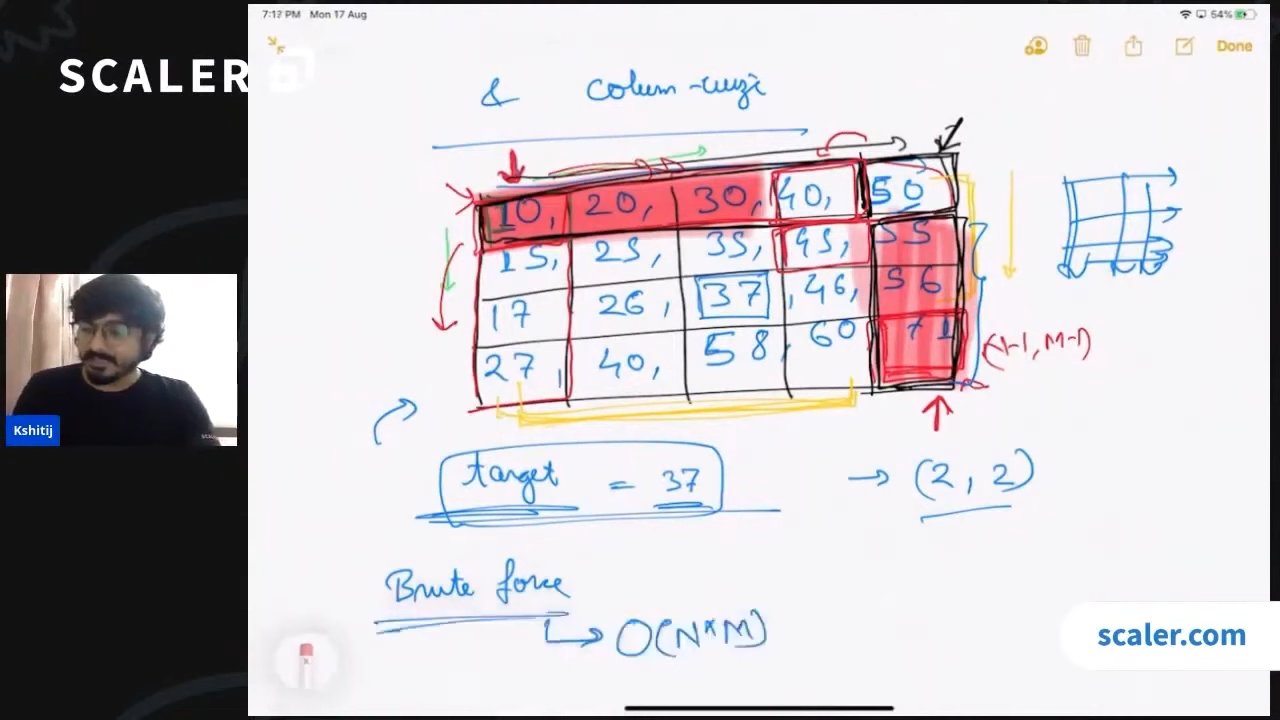 7:17 PM Mon 17 Aug
54%
SCALER
Done
& colum-wize
10, 20, 30, 40, 50
15, 25, 35, 45, 55
17 26, 37, 46, 56
27, 40, 58, 60 71
(N-1, M-1)
Kshitij
target = 37 → (2, 2)
Brute force
↳ O(N*M)
scaler.com